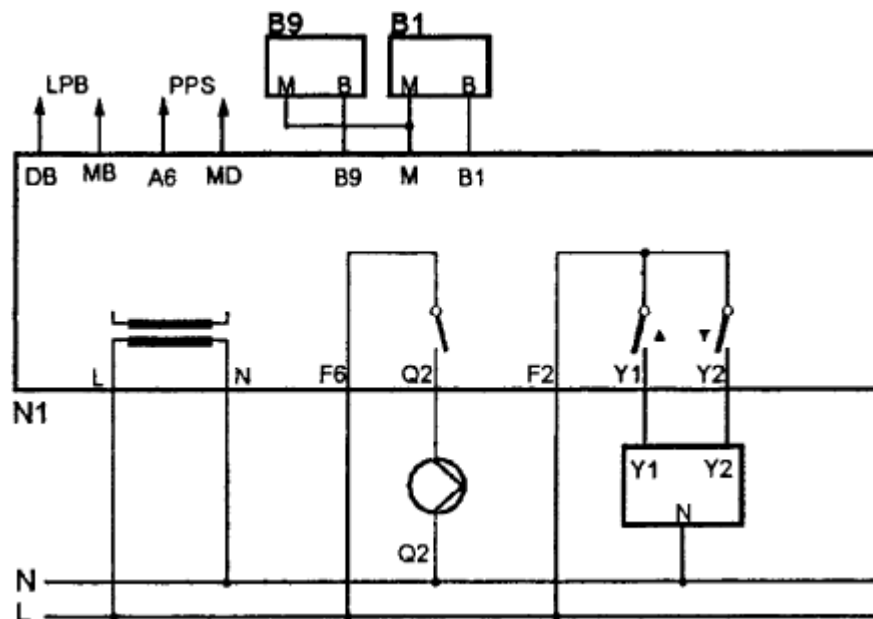 B9 B1
M B M B
LPB PPS
DB MB A6 MD B9 M B1
L N F6 Q2 F2 Y1 Y2
N1
Y1 Y2
N
Q2
N
L